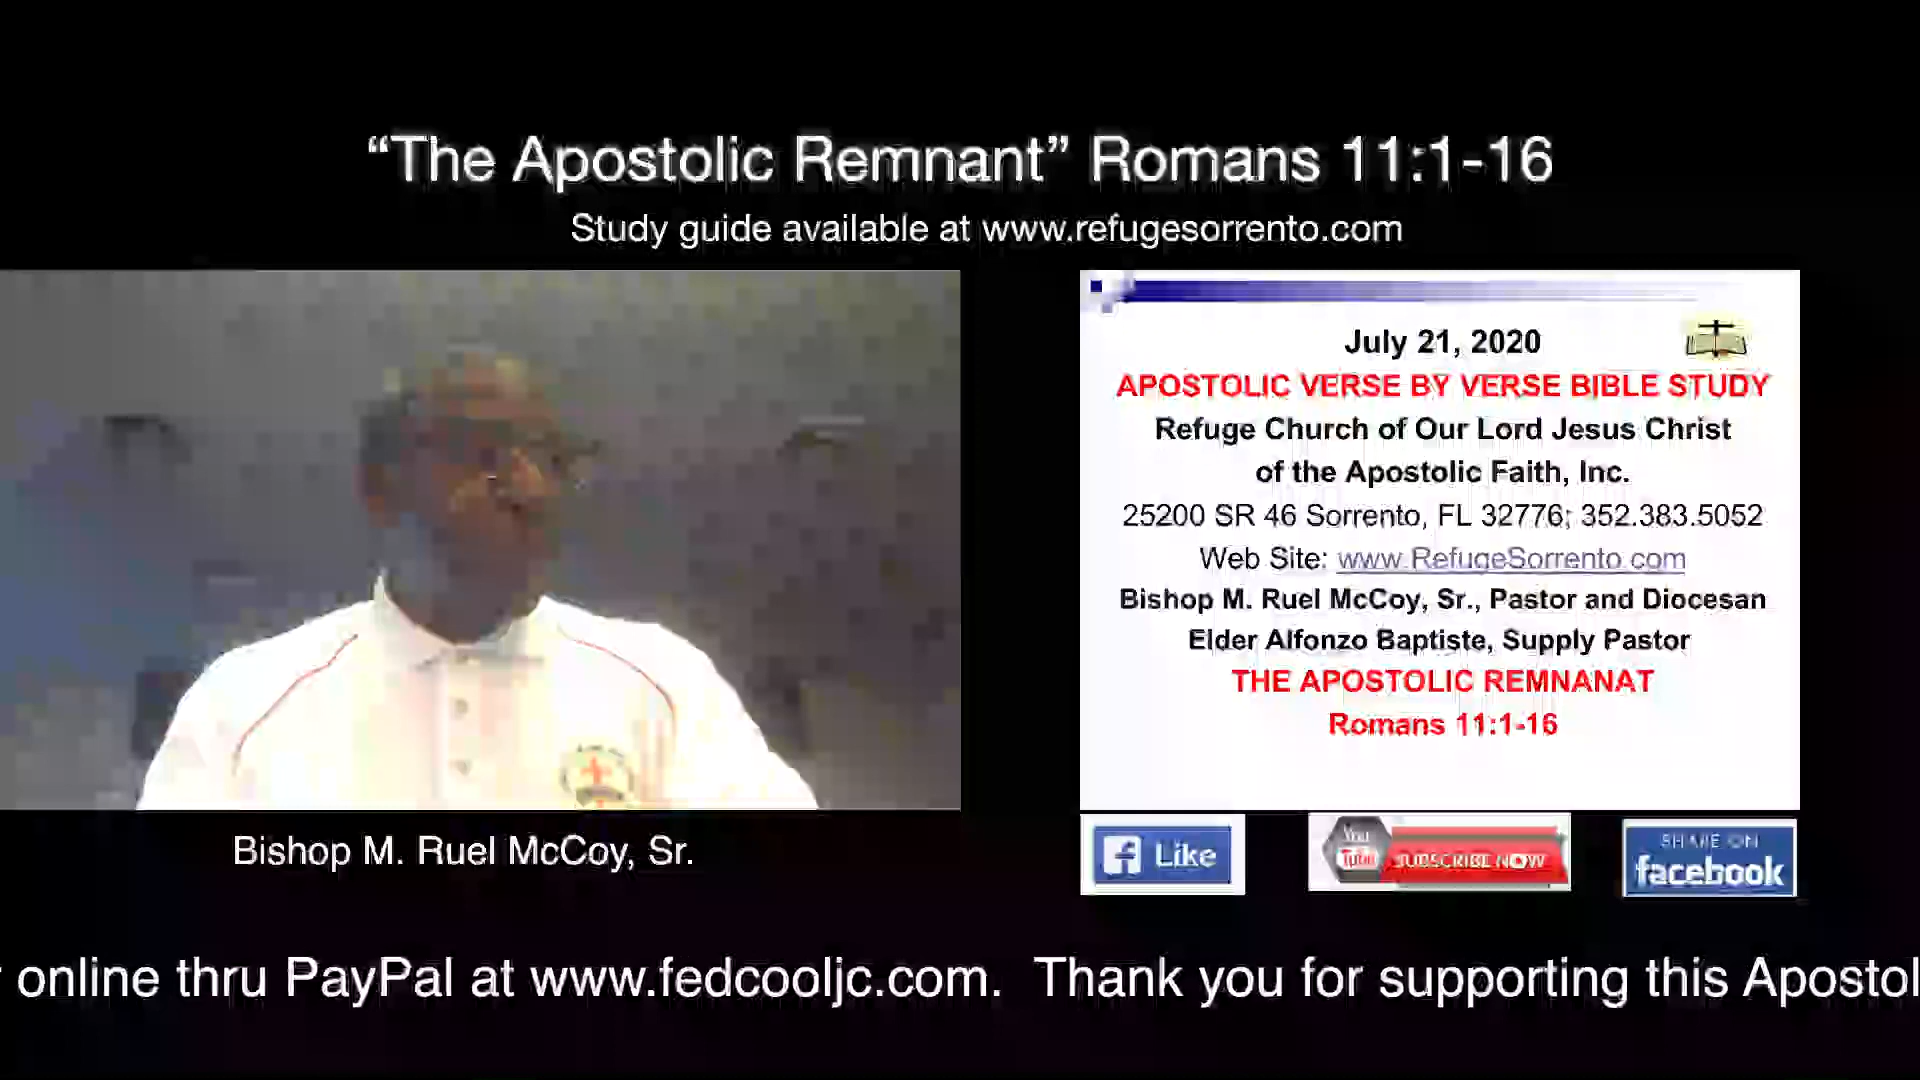 “The Apostolic Remnant” Romans 11:1-16
Study guide available at www.refugesorrento.com
July 21, 2020
APOSTOLIC VERSE BY VERSE BIBLE STUDY
Refuge Church of Our Lord Jesus Christ
of the Apostolic Faith, Inc.
25200 SR 46 Sorrento, FL 32776; 352.383.5052
Web Site: www.RefugeSorrento.com
Bishop M. Ruel McCoy, Sr., Pastor and Diocesan
Elder Alfonzo Baptiste, Supply Pastor
THE APOSTOLIC REMNANAT
Romans 11:1-16
Bishop M. Ruel McCoy, Sr.
Like
You
Tube
SUBSCRIBE NOW
SHARE ON
facebook
online thru PayPal at www.fedcooljc.com. Thank you for supporting this Apostol